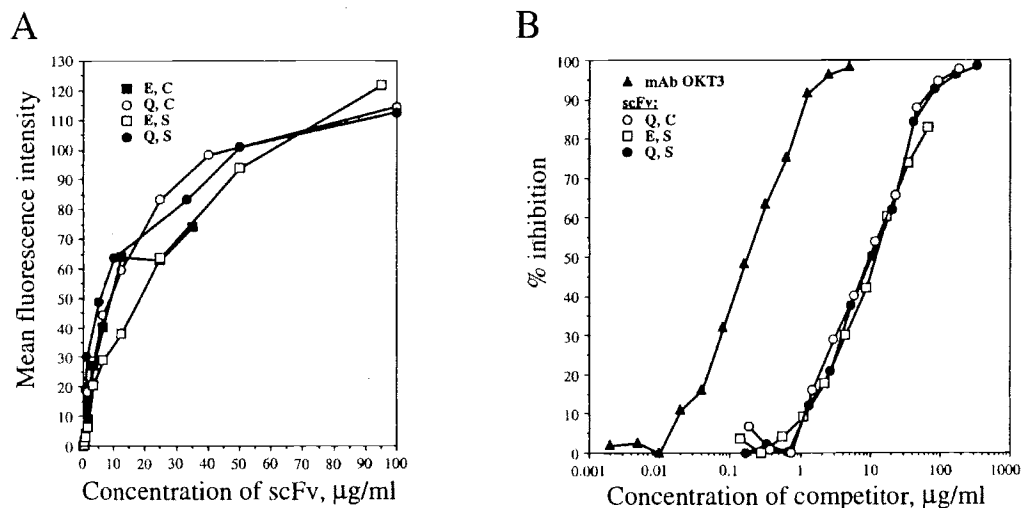 A
Mean fluorescence intensity
130
120
110
100
90
80
70
60
50
40
30
20
10
0
E, C
Q, C
E, S
Q, S
0 10 20 30 40 50 60 70 80 90 100
Concentration of scFv, µg/ml
B
% inhibition
100
90
80
70
60
50
40
30
20
10
0
mAb OKT3
scFv:
Q, C
E, S
Q, S
0.001 0.01 0.1 1 10 100 1000
Concentration of competitor, µg/ml